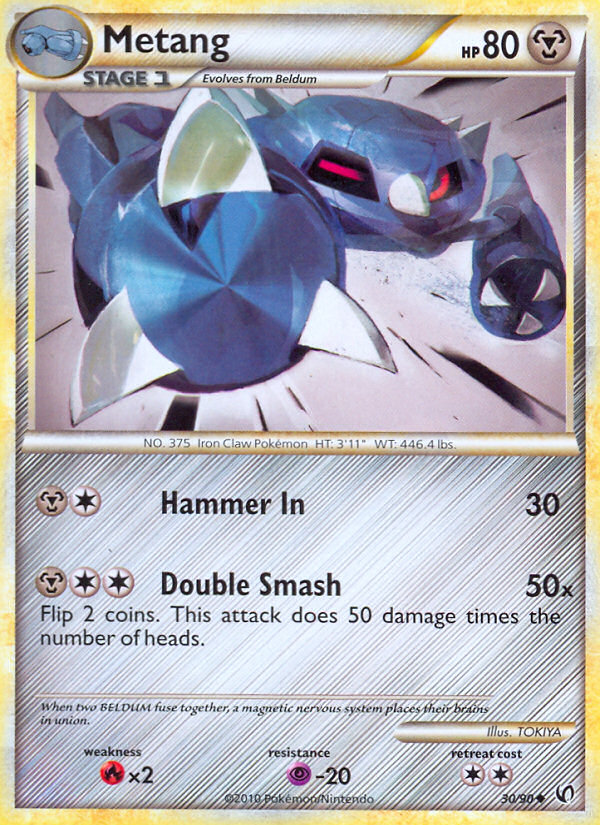 Metang
HP 80
STAGE 1
Evolves from Beldum
NO. 375 Iron Claw Pokémon HT: 3'11" WT: 446.4 lbs.
Hammer In 30
Double Smash 50x
Flip 2 coins. This attack does 50 damage times the
number of heads.
When two BELDUM fuse together, a magnetic nervous system places their brains
in union.
Illus. TOKIYA
weakness resistance retreat cost
x2 -20
©2010 Pokémon/Nintendo 30/90